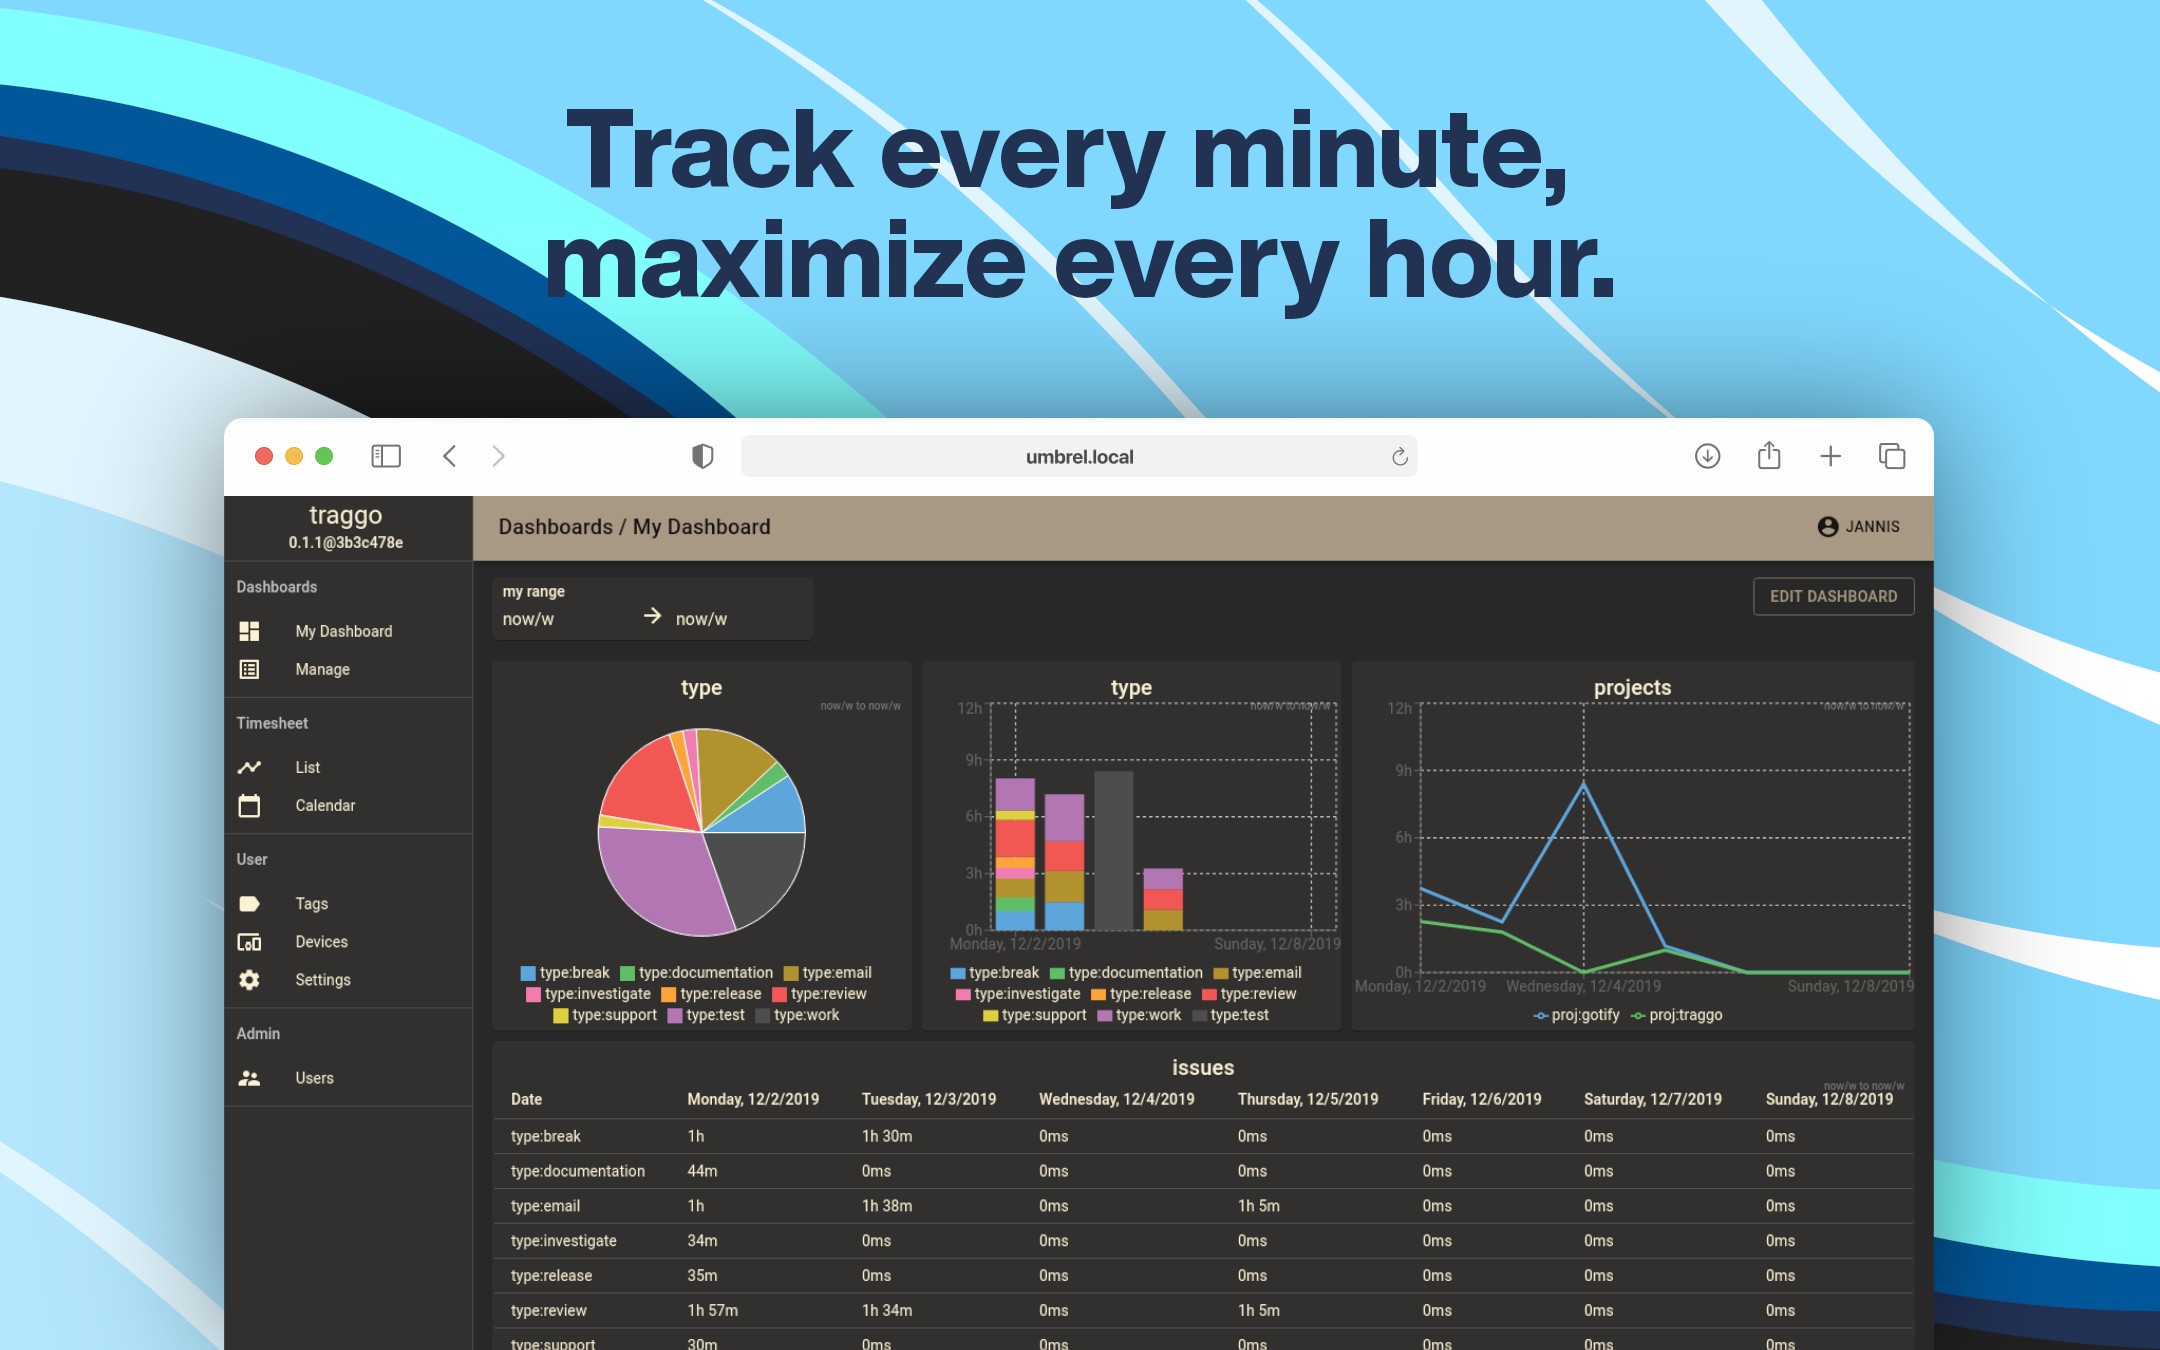 Track every minute,
maximize every hour.
umbrel.local
traggo
0.1.1@3b3c478e
Dashboards / My Dashboard
JANNIS
Dashboards
My Dashboard
Manage
Timesheet
List
Calendar
User
Tags
Devices
Settings
Admin
Users
my range
now/w
now/w
EDIT DASHBOARD
type
now/w to now/w
type:break type:documentation type:email
type:investigate type:release type:review
type:support type:test type:work
type
now/w to now/w
12h
9h
6h
3h
0h
Monday, 12/2/2019 Sunday, 12/8/2019
type:break type:documentation type:email
type:investigate type:release type:review
type:support type:work type:test
projects
now/w to now/w
12h
9h
6h
3h
0h
Monday, 12/2/2019 Wednesday, 12/4/2019 Sunday, 12/8/2019
proj:gotify proj:traggo
issues
now/w to now/w
Date Monday, 12/2/2019 Tuesday, 12/3/2019 Wednesday, 12/4/2019 Thursday, 12/5/2019 Friday, 12/6/2019 Saturday, 12/7/2019 Sunday, 12/8/2019
type:break 1h 1h 30m 0ms 0ms 0ms 0ms 0ms
type:documentation 44m 0ms 0ms 0ms 0ms 0ms 0ms
type:email 1h 1h 38m 0ms 1h 5m 0ms 0ms 0ms
type:investigate 34m 0ms 0ms 0ms 0ms 0ms 0ms
type:release 35m 0ms 0ms 0ms 0ms 0ms 0ms
type:review 1h 57m 1h 34m 0ms 1h 5m 0ms 0ms 0ms
type:support 30m 0ms 0ms 0ms 0ms 0ms 0ms